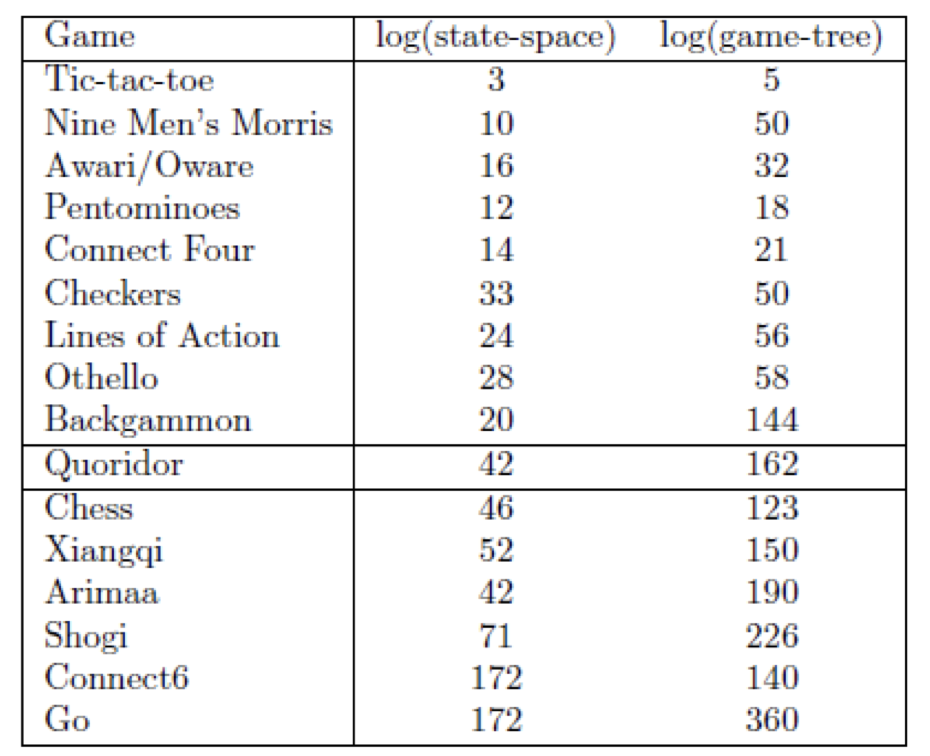 Game log(state-space) log(game-tree)
Tic-tac-toe 3 5
Nine Men's Morris 10 50
Awari/Oware 16 32
Pentominoes 12 18
Connect Four 14 21
Checkers 33 50
Lines of Action 24 56
Othello 28 58
Backgammon 20 144
Quoridor 42 162
Chess 46 123
Xiangqi 52 150
Arimaa 42 190
Shogi 71 226
Connect6 172 140
Go 172 360